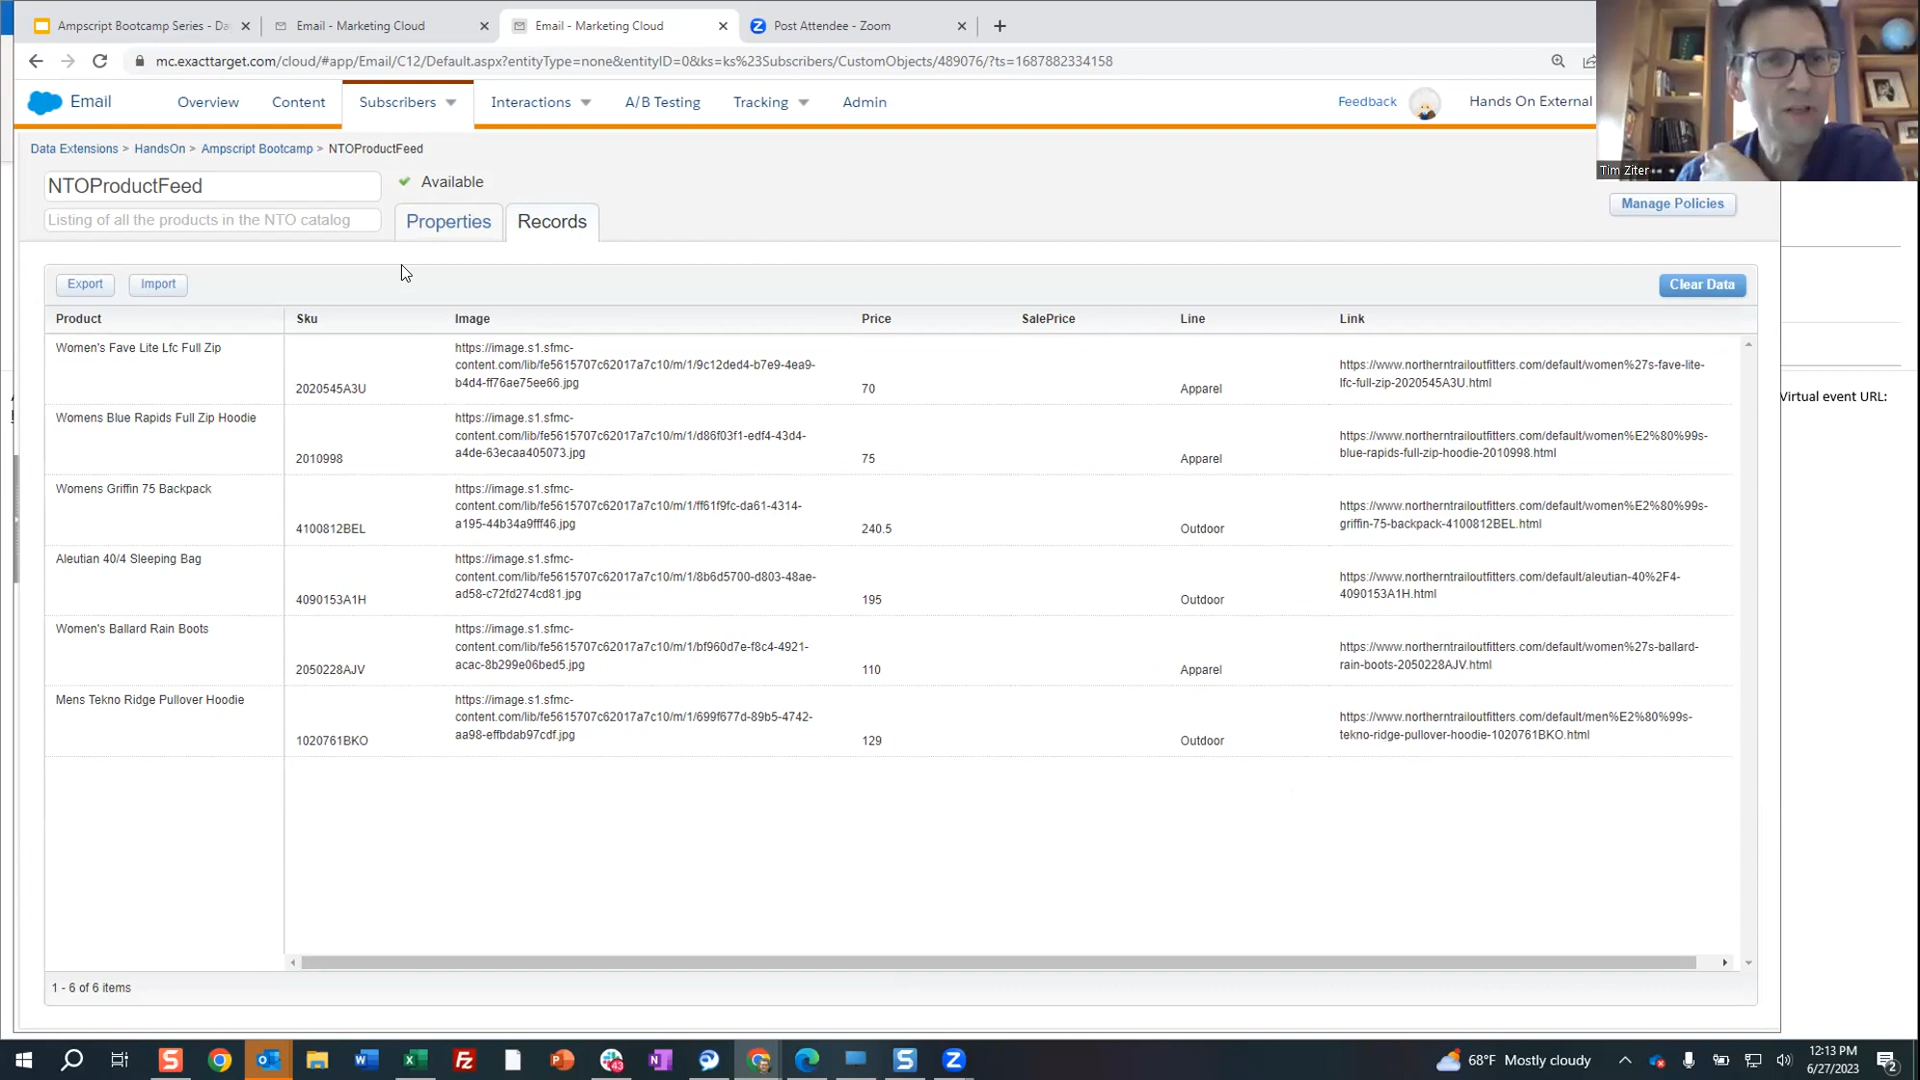 Ampscript Bootcamp Series - Da
Email - Marketing Cloud
Email - Marketing Cloud
Post Attendee - Zoom
mc.exacttarget.com/cloud/#app/Email/C12/Default.aspx?entityType=none&entityID=0&ks=ks%23Subscribers/CustomObjects/489076/?ts=1687882334158
Email
Overview
Content
Subscribers
Interactions
A/B Testing
Tracking
Admin
Feedback
Hands On External
Tim Ziter
Data Extensions > HandsOn > Ampscript Bootcamp > NTOProductFeed
NTOProductFeed
Available
Listing of all the products in the NTO catalog
Properties
Records
Manage Policies
Export
Import
Clear Data
Product Sku Image Price SalePrice Line Link
Women's Fave Lite Lfc Full Zip
2020545A3U
https://image.s1.sfmc-
content.com/lib/fe5615707c62017a7c10/m/1/9c12ded4-b7e9-4ea9-
b4d4-ff76ae75ee66.jpg
70
Apparel
https://www.northerntrailoutfitters.com/default/women%27s-fave-lite-
lfc-full-zip-2020545A3U.html
Womens Blue Rapids Full Zip Hoodie
2010998
https://image.s1.sfmc-
content.com/lib/fe5615707c62017a7c10/m/1/d86f03f1-edf4-43d4-
a4de-63ecaa405073.jpg
75
Apparel
https://www.northerntrailoutfitters.com/default/women%E2%80%99s-
blue-rapids-full-zip-hoodie-2010998.html
Womens Griffin 75 Backpack
4100812BEL
https://image.s1.sfmc-
content.com/lib/fe5615707c62017a7c10/m/1/ff61f9fc-da61-4314-
a195-44b34a9fff46.jpg
240.5
Outdoor
https://www.northerntrailoutfitters.com/default/women%E2%80%99s-
griffin-75-backpack-4100812BEL.html
Aleutian 40/4 Sleeping Bag
4090153A1H
https://image.s1.sfmc-
content.com/lib/fe5615707c62017a7c10/m/1/8b6d5700-d803-48ae-
ad58-c72fd274cd81.jpg
195
Outdoor
https://www.northerntrailoutfitters.com/default/aleutian-40%2F4-
4090153A1H.html
Women's Ballard Rain Boots
2050228AJV
https://image.s1.sfmc-
content.com/lib/fe5615707c62017a7c10/m/1/bf960d7e-f8c4-4921-
acac-8b299e06bed5.jpg
110
Apparel
https://www.northerntrailoutfitters.com/default/women%27s-ballard-
rain-boots-2050228AJV.html
Mens Tekno Ridge Pullover Hoodie
1020761BKO
https://image.s1.sfmc-
content.com/lib/fe5615707c62017a7c10/m/1/699f677d-89b5-4742-
aa98-effbdab97cdf.jpg
129
Outdoor
https://www.northerntrailoutfitters.com/default/men%E2%80%99s-
tekno-ridge-pullover-hoodie-1020761BKO.html
Virtual event URL:
1 - 6 of 6 items
68°F Mostly cloudy
12:13 PM
6/27/2023